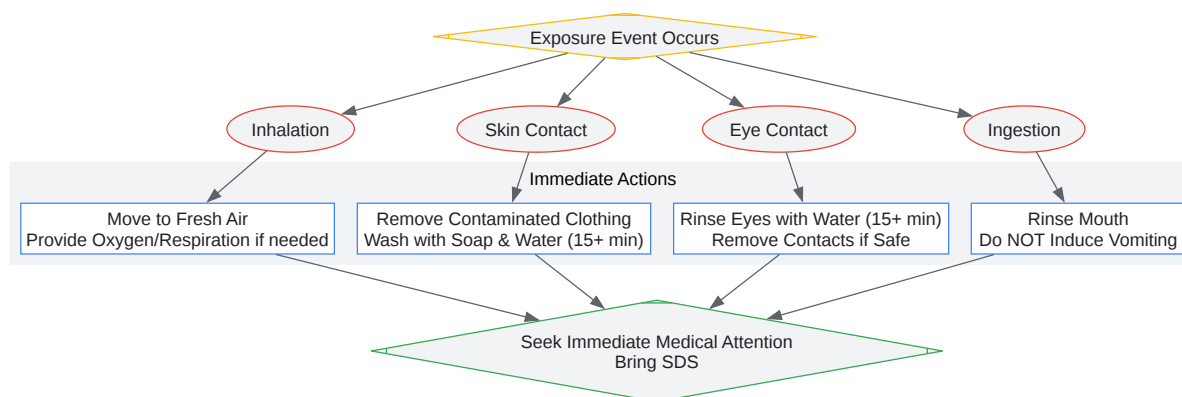 Exposure Event Occurs
Inhalation
Skin Contact
Eye Contact
Ingestion
Immediate Actions
Move to Fresh Air
Provide Oxygen/Respiration if needed
Remove Contaminated Clothing
Wash with Soap & Water (15+ min)
Rinse Eyes with Water (15+ min)
Remove Contacts if Safe
Rinse Mouth
Do NOT Induce Vomiting
Seek Immediate Medical Attention
Bring SDS